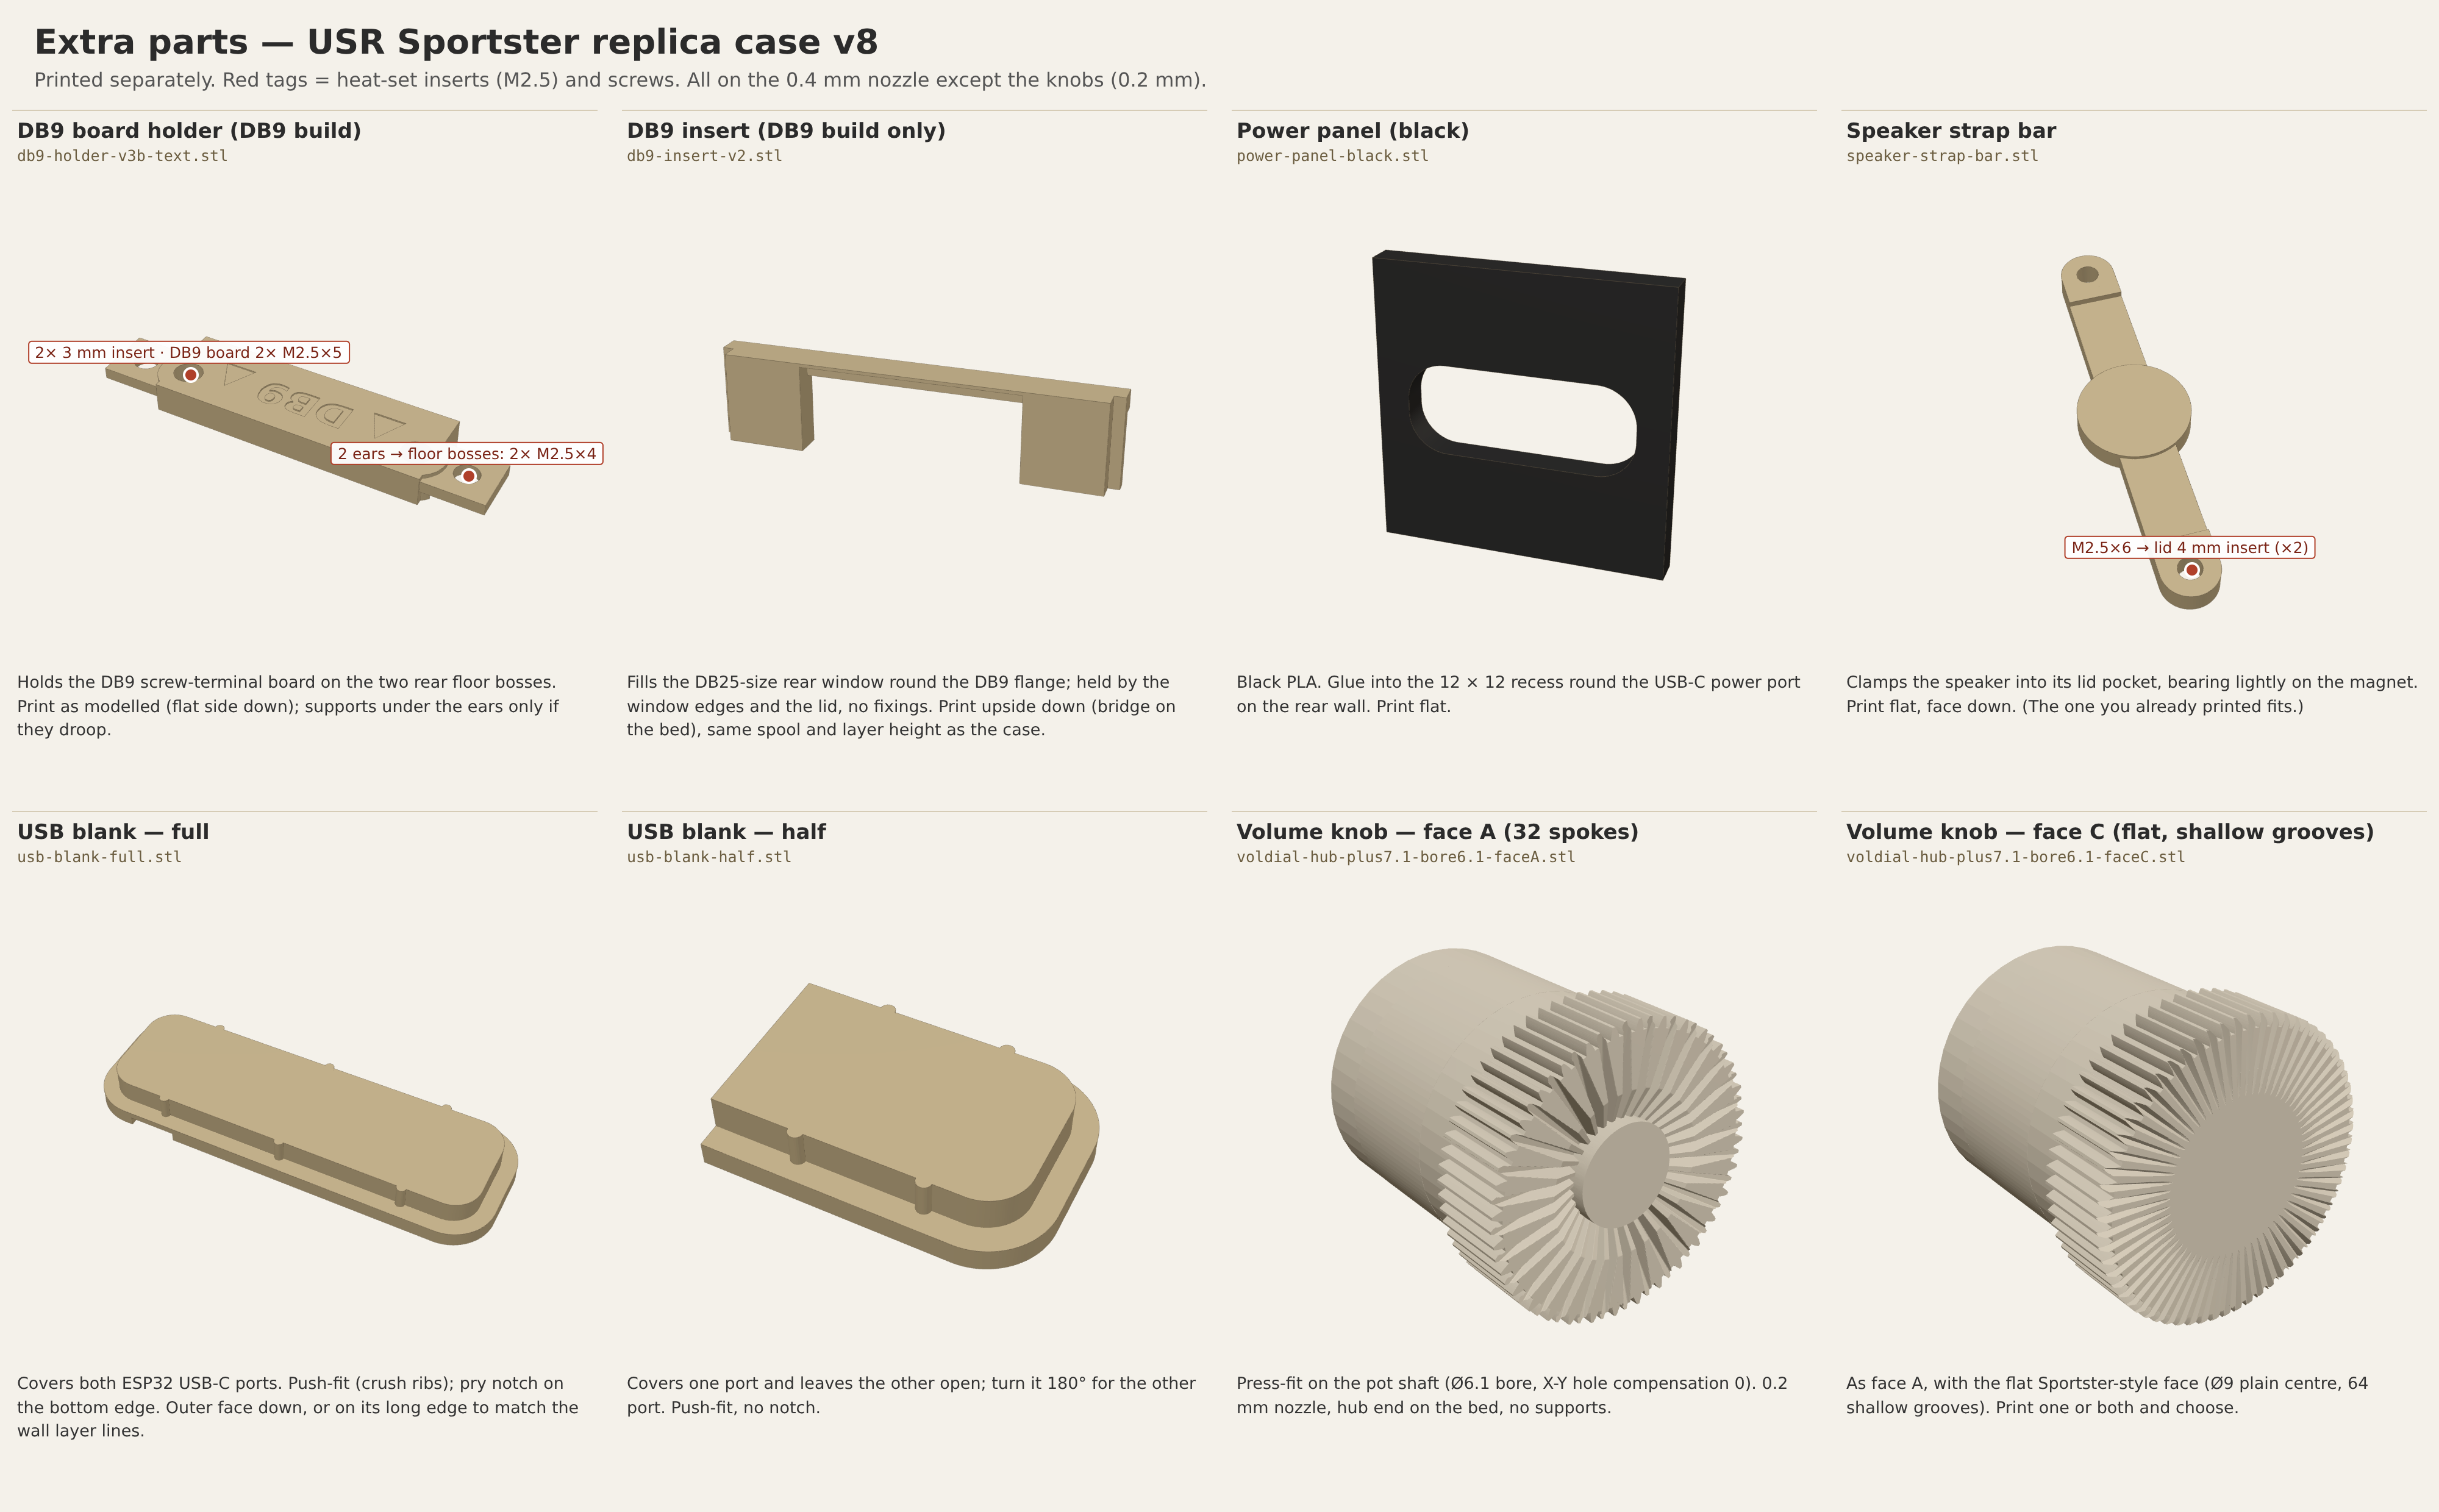 Extra parts — USR Sportster replica case v8
Printed separately. Red tags = heat-set inserts (M2.5) and screws. All on the 0.4 mm nozzle except the knobs (0.2 mm).
DB9 board holder (DB9 build)
db9-holder-v3b-text.stl
2× 3 mm insert · DB9 board 2× M2.5×5
DB9
2 ears → floor bosses: 2× M2.5×4
Holds the DB9 screw-terminal board on the two rear floor bosses.
Print as modelled (flat side down); supports under the ears only if
they droop.
DB9 insert (DB9 build only)
db9-insert-v2.stl
Fills the DB25-size rear window round the DB9 flange; held by the
window edges and the lid, no fixings. Print upside down (bridge on
the bed), same spool and layer height as the case.
Power panel (black)
power-panel-black.stl
Black PLA. Glue into the 12 × 12 recess round the USB-C power port
on the rear wall. Print flat.
Speaker strap bar
speaker-strap-bar.stl
M2.5×6 → lid 4 mm insert (×2)
Clamps the speaker into its lid pocket, bearing lightly on the magnet.
Print flat, face down. (The one you already printed fits.)
USB blank — full
usb-blank-full.stl
Covers both ESP32 USB-C ports. Push-fit (crush ribs); pry notch on
the bottom edge. Outer face down, or on its long edge to match the
wall layer lines.
USB blank — half
usb-blank-half.stl
Covers one port and leaves the other open; turn it 180° for the other
port. Push-fit, no notch.
Volume knob — face A (32 spokes)
voldial-hub-plus7.1-bore6.1-faceA.stl
Press-fit on the pot shaft (Ø6.1 bore, X-Y hole compensation 0). 0.2
mm nozzle, hub end on the bed, no supports.
Volume knob — face C (flat, shallow grooves)
voldial-hub-plus7.1-bore6.1-faceC.stl
As face A, with the flat Sportster-style face (Ø9 plain centre, 64
shallow grooves). Print one or both and choose.